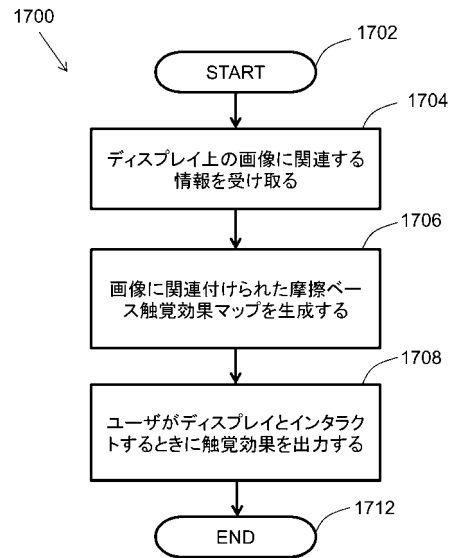 1700
1702
START
1704
ディスプレイ上の画像に関連する
情報を受け取る
1706
画像に関連付けられた摩擦ベー
ス触覚効果マップを生成する
1708
ユーザがディスプレイとインタラク
トするときに触覚効果を出力する
1712
END